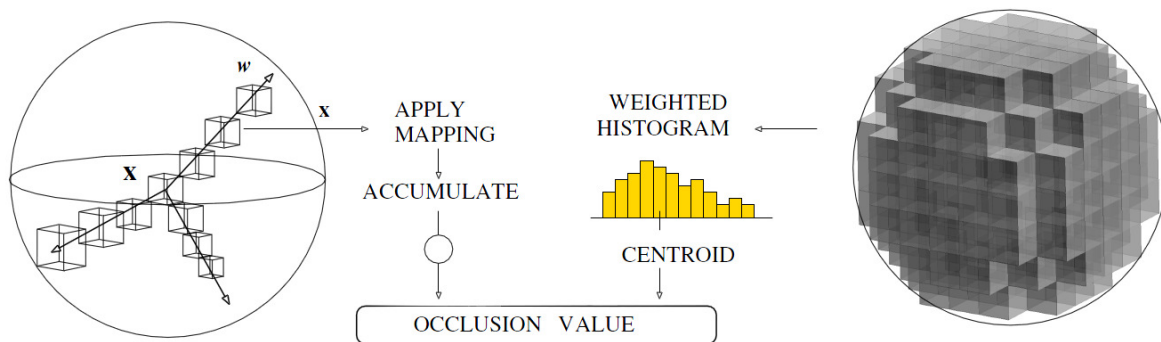 w
x
X
APPLY
MAPPING
ACCUMULATE
WEIGHTED
HISTOGRAM
CENTROID
OCCLUSION VALUE